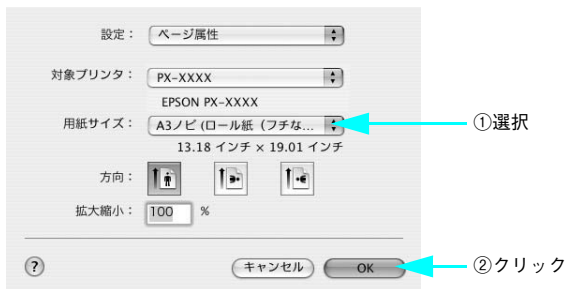 設定： ページ属性
対象プリンタ： PX-XXXX
EPSON PX-XXXX
用紙サイズ： A3ノビ (ロール紙（フチな... ①選択
13.18 インチ × 19.01 インチ
方向：
拡大縮小： 100 %
? キャンセル OK ②クリック